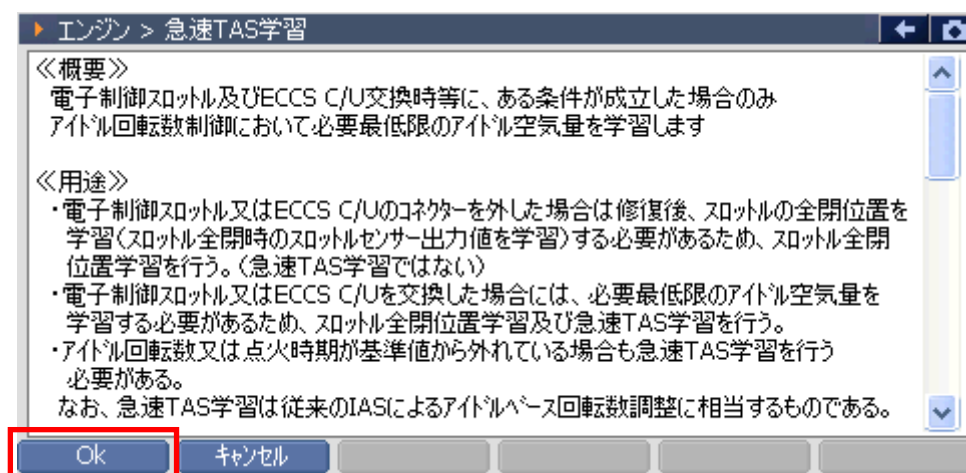 エンジン > 急速TAS学習
≪概要≫
電子制御スロットル及びECCS C/U交換時等に、ある条件が成立した場合のみ
アイドル回転数制御において必要最低限のアイドル空気量を学習します
≪用途≫
・電子制御スロットル又はECCS C/Uのコネクターを外した場合は修復後、スロットルの全閉位置を
学習(スロットル全閉時のスロットルセンサー出力値を学習)する必要があるため、スロットル全閉
位置学習を行う。(急速TAS学習ではない)
・電子制御スロットル又はECCS C/Uを交換した場合には、必要最低限のアイドル空気量を
学習する必要があるため、スロットル全閉位置学習及び急速TAS学習を行う。
・アイドル回転数又は点火時期が基準値から外れている場合も急速TAS学習を行う
必要がある。
なお、急速TAS学習は従来のIASによるアイドルベース回転数調整に相当するものである。
Ok
キャンセル